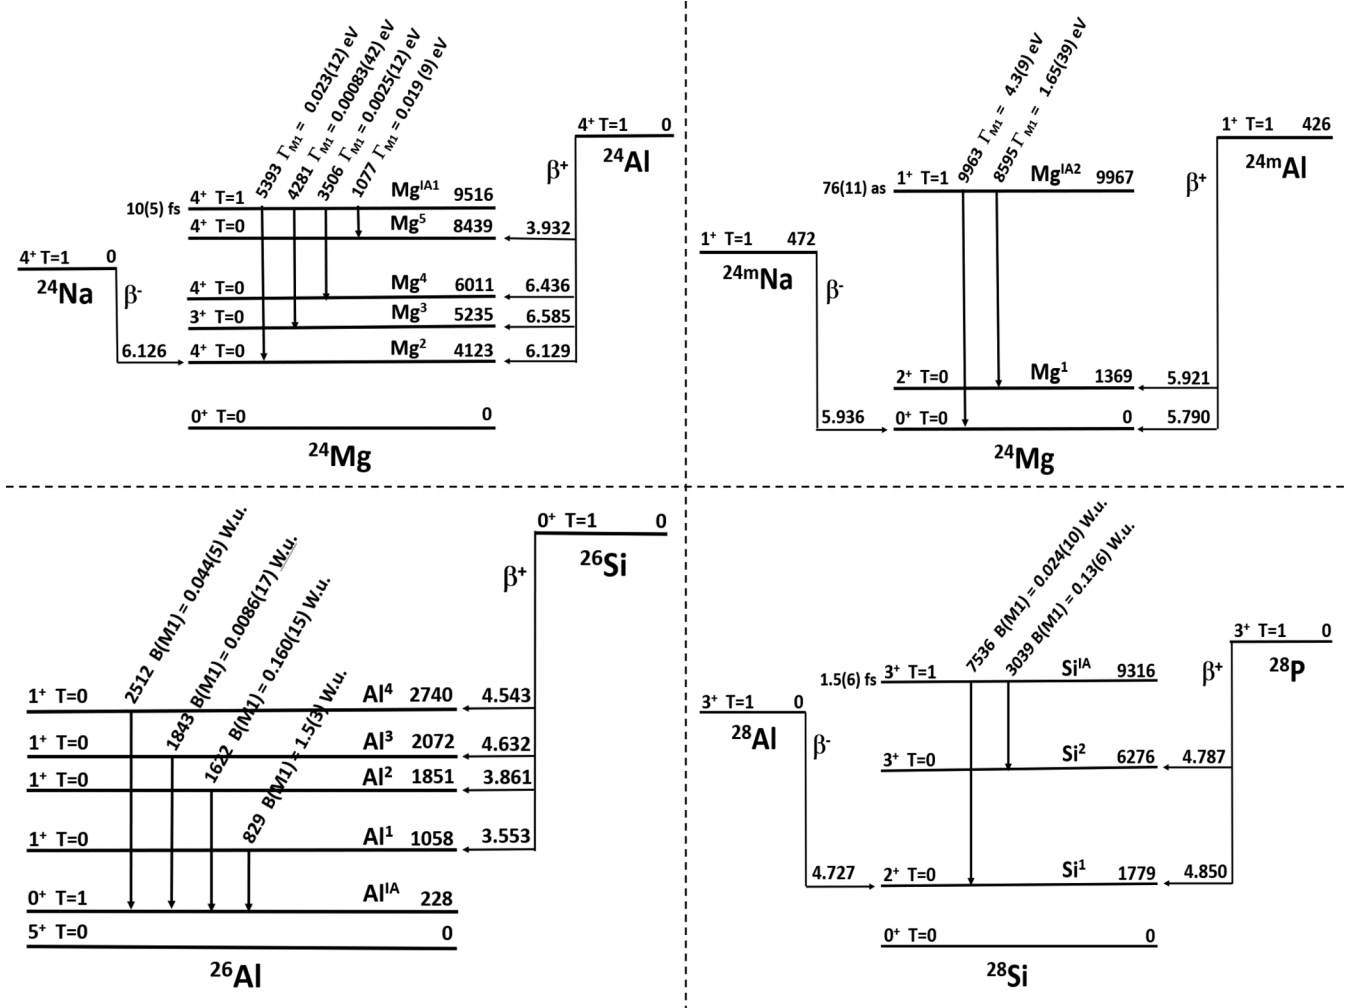 5393 ΓM1 = 0.023(12) eV
4281 ΓM1 = 0.00083(42) eV
3506 ΓM1 = 0.0025(12) eV
1077 ΓM1 = 0.019 (9) eV
4⁺ T=1 0
²⁴Al
β⁺
10(5) fs
4⁺ T=1 Mg^IA1 9516
4⁺ T=0 Mg⁵ 8439 3.932
4⁺ T=1 0
²⁴Na
β⁻
4⁺ T=0 Mg⁴ 6011 6.436
3⁺ T=0 Mg³ 5235 6.585
6.126 4⁺ T=0 Mg² 4123 6.129
0⁺ T=0 0
²⁴Mg
9963 ΓM1 = 4.3(9) eV
8595 ΓM1 = 1.65(39) eV
1⁺ T=1 426
²⁴ᵐAl
β⁺
76(11) as 1⁺ T=1 Mg^IA2 9967
1⁺ T=1 472
²⁴ᵐNa
β⁻
2⁺ T=0 Mg¹ 1369 5.921
5.936 0⁺ T=0 0 5.790
²⁴Mg
2512 B(M1) = 0.044(5) W.u.
1843 B(M1) = 0.0086(17) W.u.
1622 B(M1) = 0.160(15) W.u.
829 B(M1) = 1.5(3) W.u.
0⁺ T=1 0
²⁶Si
β⁺
1⁺ T=0 Al⁴ 2740 4.543
1⁺ T=0 Al³ 2072 4.632
1⁺ T=0 Al² 1851 3.861
1⁺ T=0 Al¹ 1058 3.553
0⁺ T=1 Al^IA 228
5⁺ T=0 0
²⁶Al
7536 B(M1) = 0.024(10) W.u.
3039 B(M1) = 0.13(6) W.u.
3⁺ T=1 0
²⁸P
β⁺
1.5(6) fs 3⁺ T=1 Si^IA 9316
3⁺ T=1 0
²⁸Al
β⁻
3⁺ T=0 Si² 6276 4.787
4.727 2⁺ T=0 Si¹ 1779 4.850
0⁺ T=0 0
²⁸Si